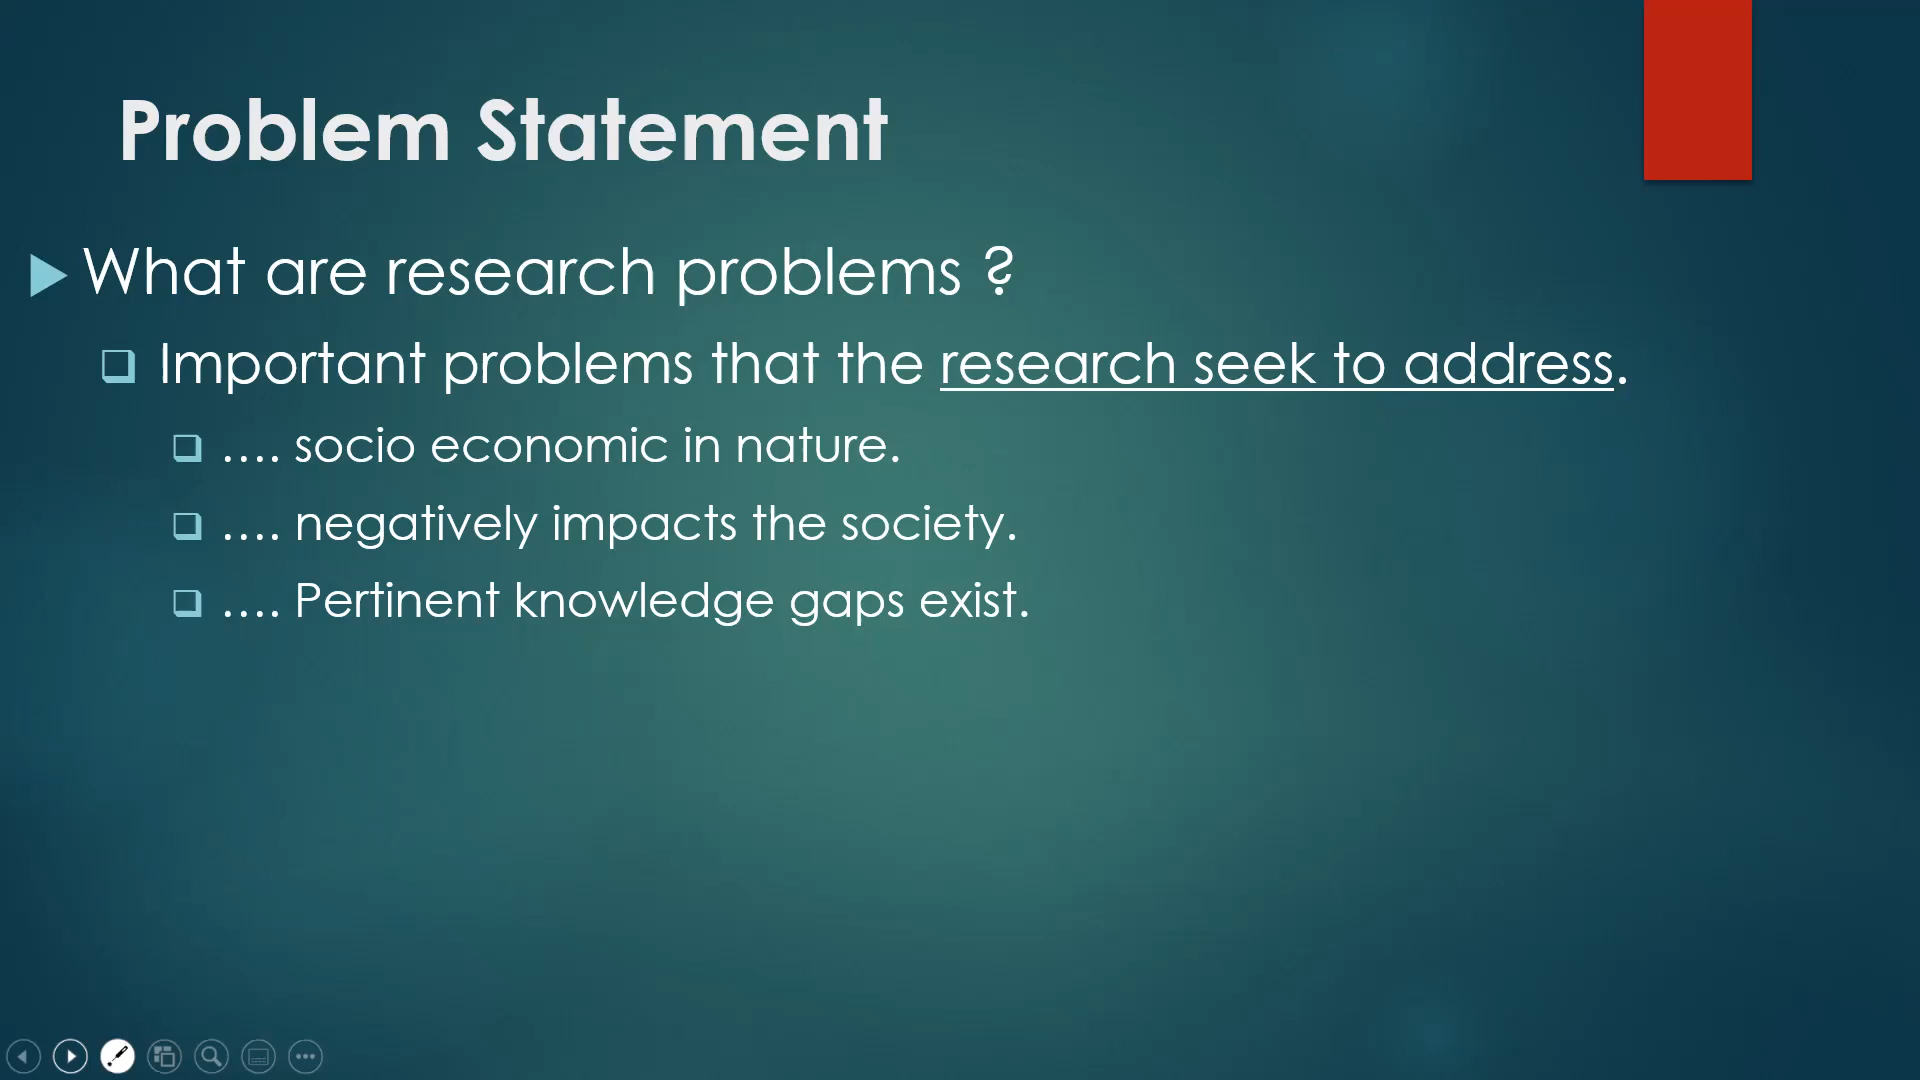 Problem Statement
What are research problems ?
Important problems that the research seek to address.
.... socio economic in nature.
.... negatively impacts the society.
.... Pertinent knowledge gaps exist.